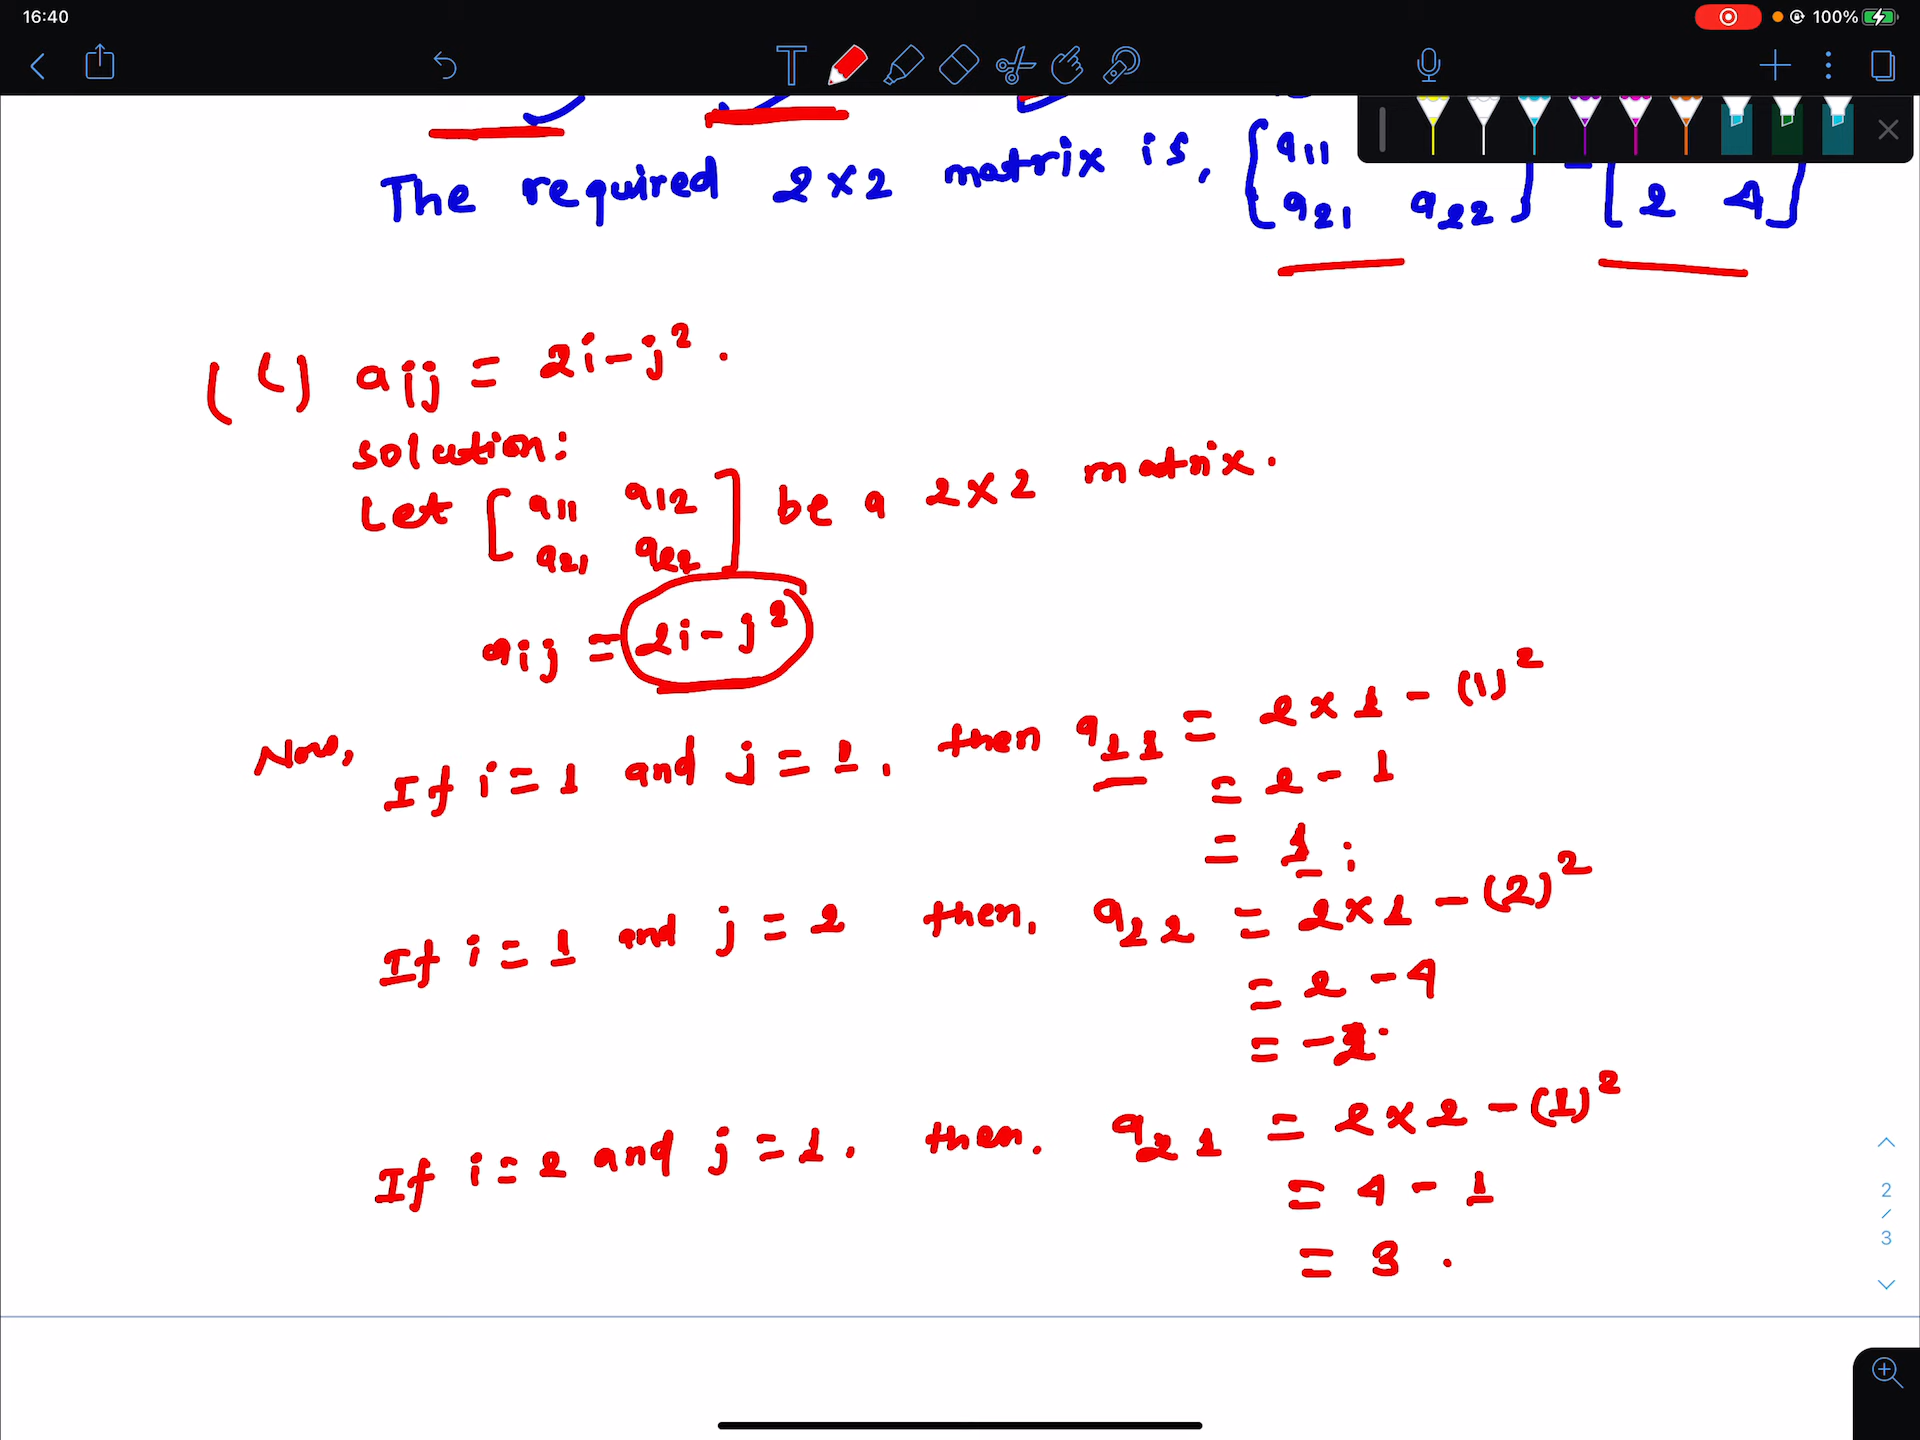 16:40
100%
The required 2×2 matrix is, [a11
a21 a22] = [2 4]
(C) aij = 2i-j².
Solution:
Let [a11 a12
a21 a22] be a 2×2 matrix.
aij = 2i-j²
Now,
If i=1 and j=1, then a11 = 2×1-(1)²
= 2-1
= 1;
If i=1 and j=2 then, a12 = 2×1-(2)²
= 2-4
= -2.
If i=2 and j=1, then, a21 = 2×2-(1)²
= 4-1
= 3.
2
/
3